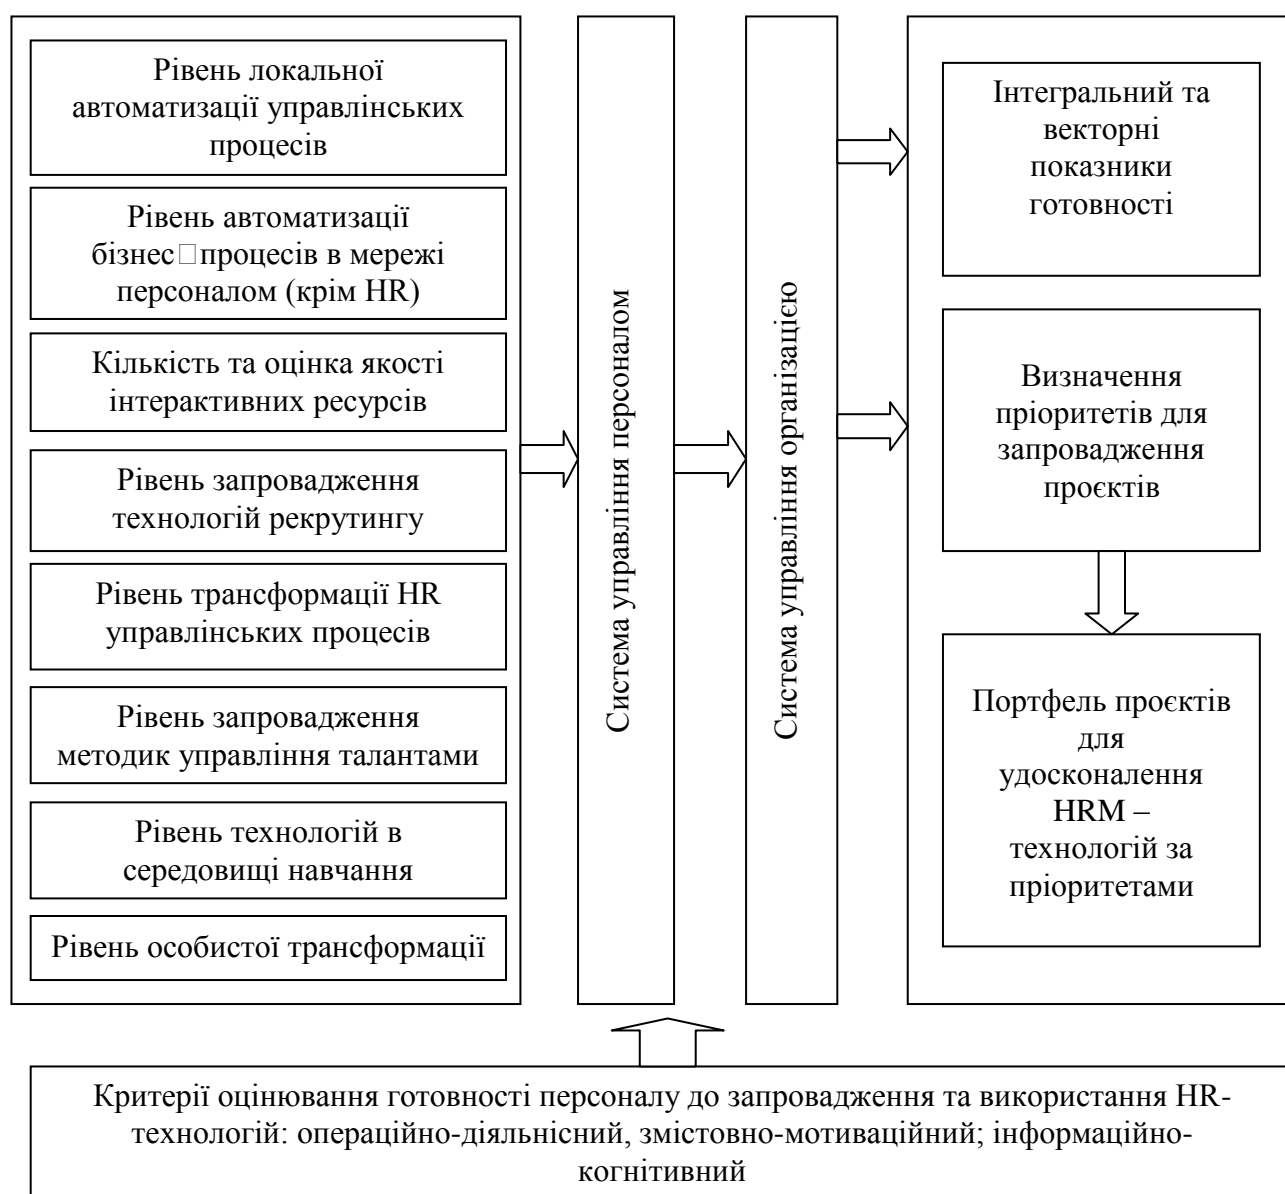 Рівень локальної
автоматизації управлінських
процесів
Рівень автоматизації
бізнес□процесів в мережі
персоналом (крім HR)
Кількість та оцінка якості
інтерактивних ресурсів
Рівень запровадження
технологій рекрутингу
Рівень трансформації HR
управлінських процесів
Рівень запровадження
методик управління талантами
Рівень технологій в
середовищі навчання
Рівень особистої трансформації
Система управління персоналом
Система управління організацією
Інтегральний та
векторні
показники
готовності
Визначення
пріоритетів для
запровадження
проєктів
Портфель проєктів
для
удосконалення
HRM –
технологій за
пріоритетами
Критерії оцінювання готовності персоналу до запровадження та використання HR-
технологій: операційно-діяльнісний, змістовно-мотиваційний; інформаційно-
когнітивний